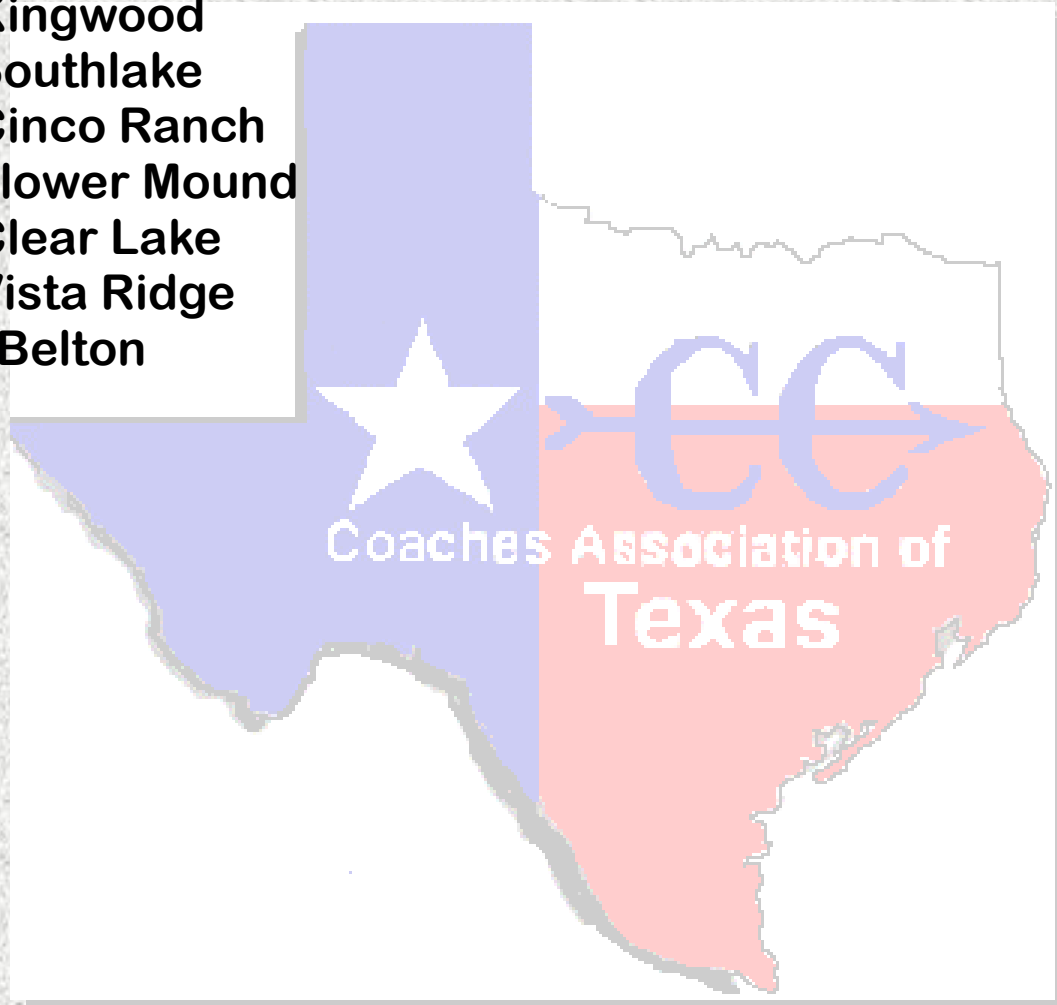 Kingwood
Southlake
Cinco Ranch
Flower Mound
Clear Lake
Vista Ridge
Belton
CC
Coaches Association of
Texas